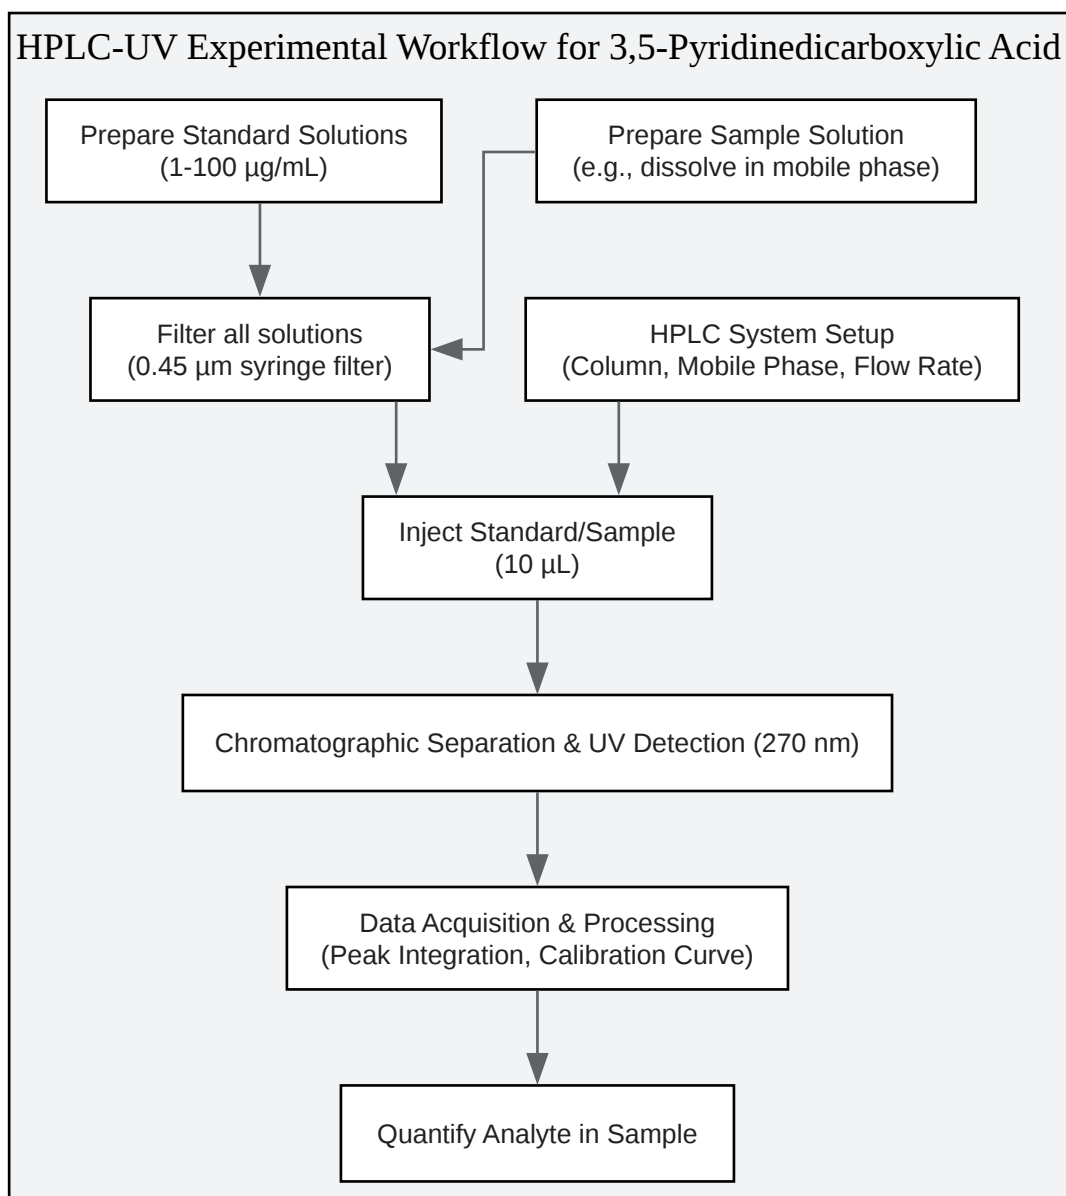 HPLC-UV Experimental Workflow for 3,5-Pyridinedicarboxylic Acid
Prepare Standard Solutions
(1-100 µg/mL)
Prepare Sample Solution
(e.g., dissolve in mobile phase)
Filter all solutions
(0.45 µm syringe filter)
HPLC System Setup
(Column, Mobile Phase, Flow Rate)
Inject Standard/Sample
(10 µL)
Chromatographic Separation & UV Detection (270 nm)
Data Acquisition & Processing
(Peak Integration, Calibration Curve)
Quantify Analyte in Sample